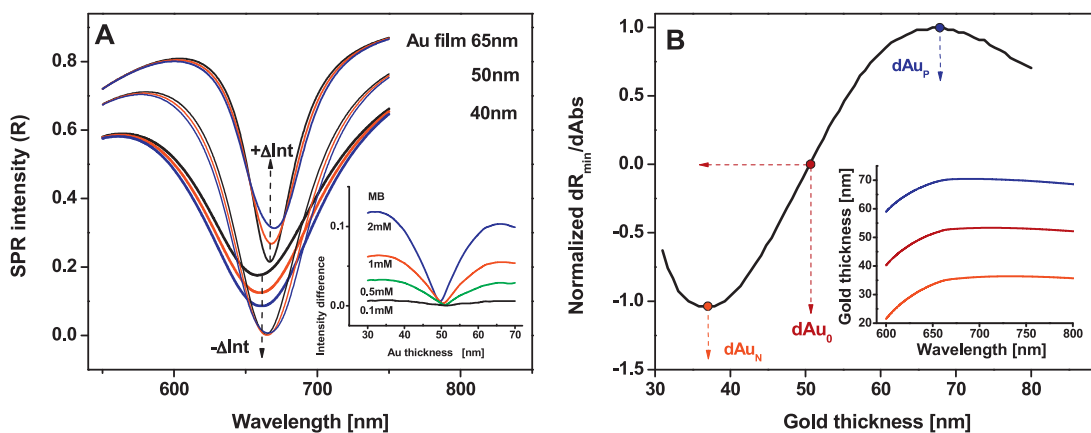 A
Au film 65nm
50nm
40nm
+ΔInt
-ΔInt
SPR intensity (R)
0.8
0.6
0.4
0.2
0.0
600
700
800
Wavelength [nm]
MB
2mM
1mM
0.5mM
0.1mM
Intensity difference
0.1
0.0
30 40 50 60 70
Au thickness [nm]
B
dAuP
dAu0
dAuN
Normalized dRmin/dAbs
1.0
0.5
0.0
-0.5
-1.0
-1.5
30 40 50 60 70 80
Gold thickness [nm]
Gold thickness [nm]
70
60
50
40
30
20
600 650 700 750 800
Wavelength [nm]